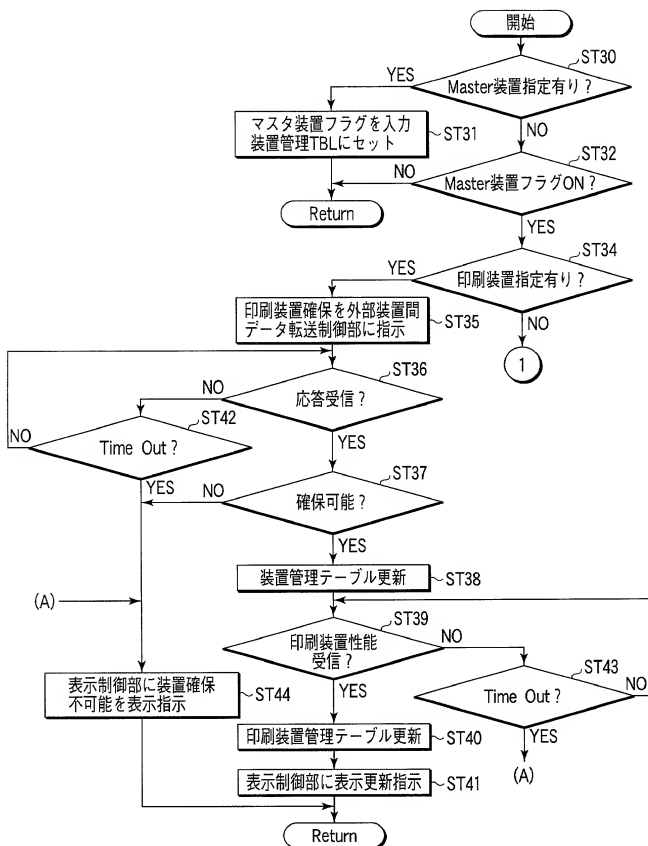 開始
ST30
Master装置指定有り？
YES
NO
マスタ装置フラグを入力
装置管理TBLにセット
ST31
ST32
Master装置フラグON？
NO
YES
Return
ST34
印刷装置指定有り？
YES
NO
1
印刷装置確保を外部装置間
データ転送制御部に指示
ST35
ST36
応答受信？
NO
YES
ST42
Time Out？
NO
YES
ST37
確保可能？
NO
YES
装置管理テーブル更新
ST38
(A)
ST39
印刷装置性能
受信？
NO
YES
ST43
Time Out？
NO
YES
(A)
表示制御部に装置確保
不可能を表示指示
ST44
印刷装置管理テーブル更新
ST40
表示制御部に表示更新指示
ST41
Return